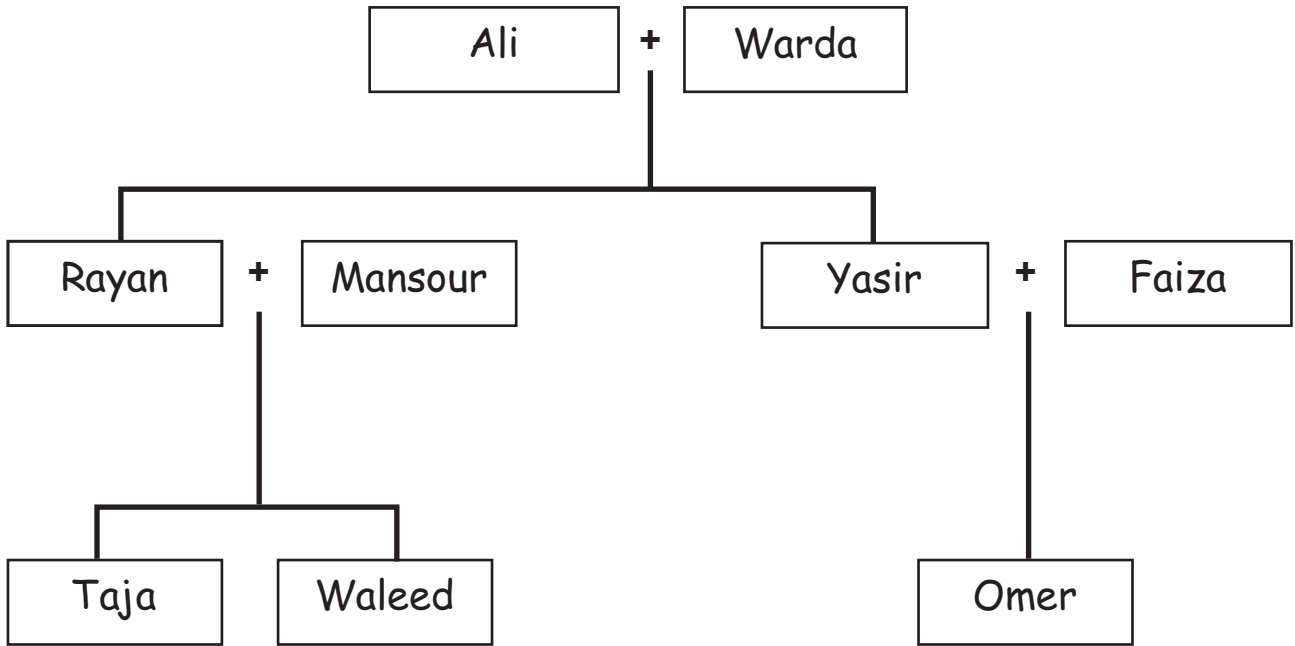 Ali + Warda
Rayan + Mansour
Yasir + Faiza
Taja
Waleed
Omer